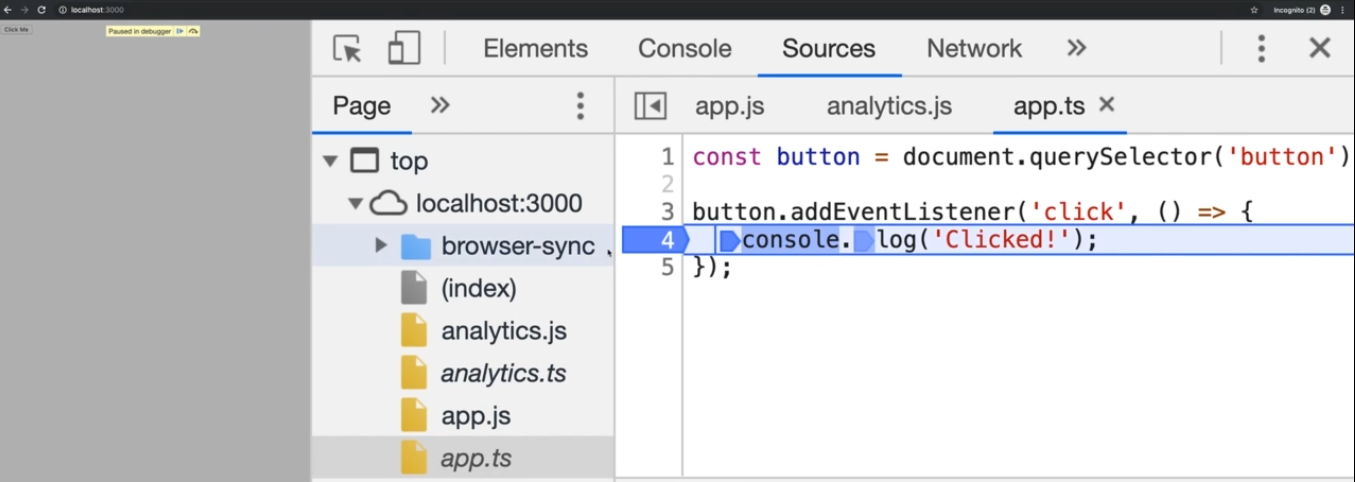 localhost:3000
Incognito (2)
Click Me
Paused in debugger
Elements Console Sources Network
Page
app.js analytics.js app.ts
top
localhost:3000
browser-sync
(index)
analytics.js
analytics.ts
app.js
app.ts
1 const button = document.querySelector('button')
2
3 button.addEventListener('click', () => {
4 console.log('Clicked!');
5 });